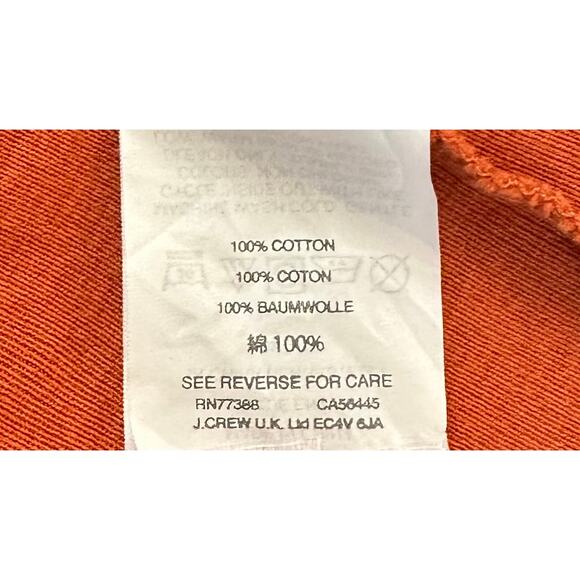 100% COTTON
100% COTON
100% BAUMWOLLE
綿 100%
SEE REVERSE FOR CARE
RN77388 CA56445
J.CREW U.K. Ltd EC4V 6JA